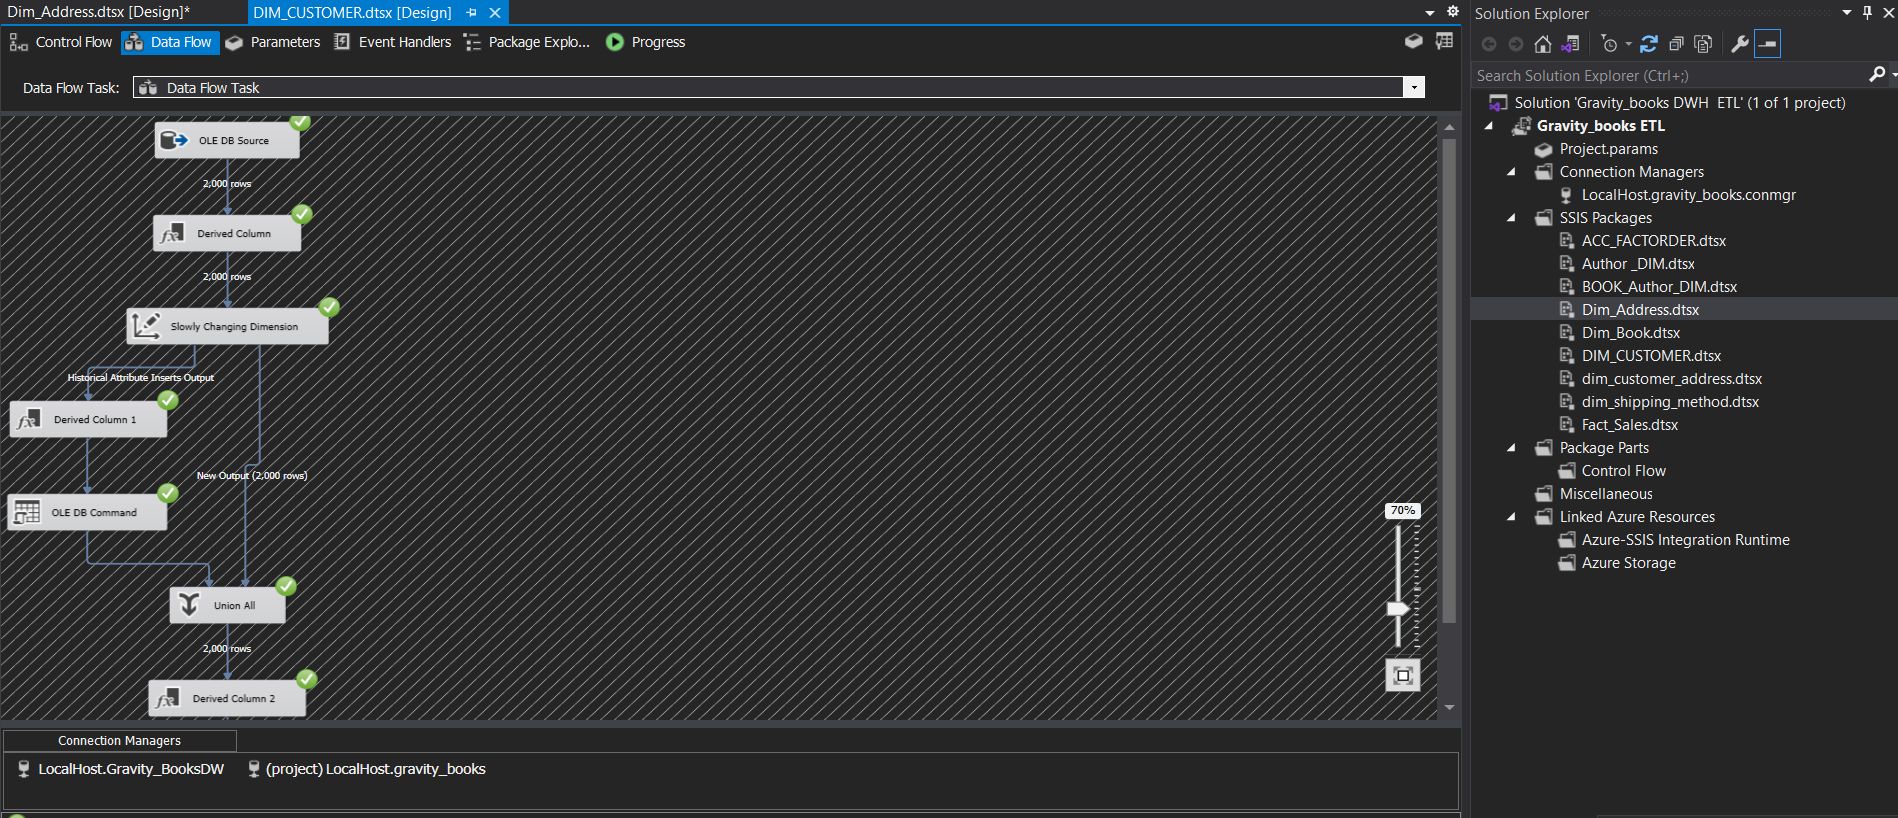 Dim_Address.dtsx [Design]*
DIM_CUSTOMER.dtsx [Design]
Control Flow
Data Flow
Parameters
Event Handlers
Package Explo...
Progress
Data Flow Task:
Data Flow Task
OLE DB Source
2,000 rows
Derived Column
2,000 rows
Slowly Changing Dimension
Historical Attribute Inserts Output
Derived Column 1
New Output (2,000 rows)
OLE DB Command
Union All
2,000 rows
Derived Column 2
70%
Connection Managers
LocalHost.Gravity_BooksDW
(project) LocalHost.gravity_books
Solution Explorer
Search Solution Explorer (Ctrl+;)
Solution 'Gravity_books DWH  ETL' (1 of 1 project)
Gravity_books ETL
Project.params
Connection Managers
LocalHost.gravity_books.conmgr
SSIS Packages
ACC_FACTORDER.dtsx
Author _DIM.dtsx
BOOK_Author_DIM.dtsx
Dim_Address.dtsx
Dim_Book.dtsx
DIM_CUSTOMER.dtsx
dim_customer_address.dtsx
dim_shipping_method.dtsx
Fact_Sales.dtsx
Package Parts
Control Flow
Miscellaneous
Linked Azure Resources
Azure-SSIS Integration Runtime
Azure Storage